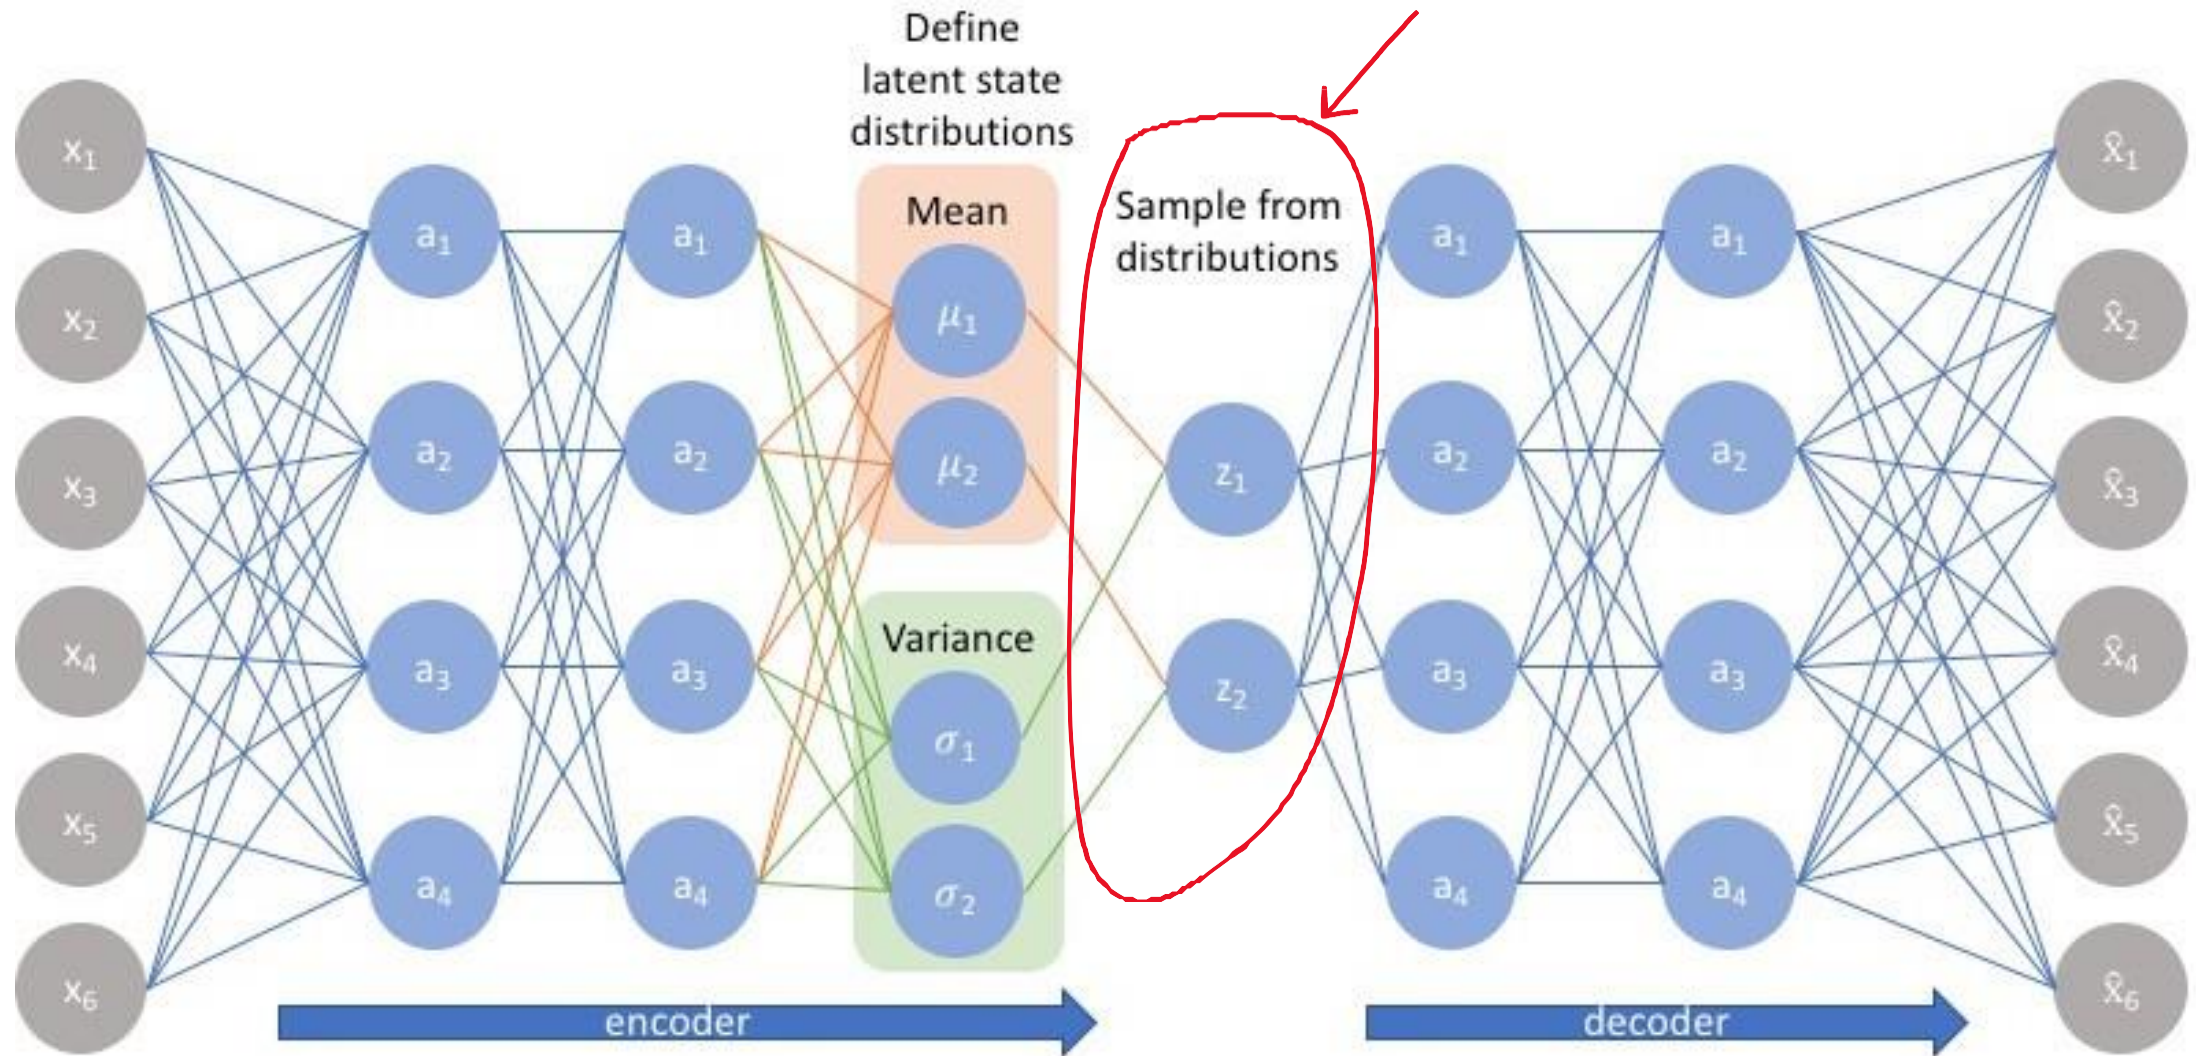 Define
latent state
distributions
x₁
x₂
x₃
x₄
x₅
x₆
a₁
a₂
a₃
a₄
a₁
a₂
a₃
a₄
Mean
μ₁
μ₂
Variance
σ₁
σ₂
Sample from
distributions
z₁
z₂
a₁
a₂
a₃
a₄
a₁
a₂
a₃
a₄
x̂₁
x̂₂
x̂₃
x̂₄
x̂₅
x̂₆
encoder
decoder